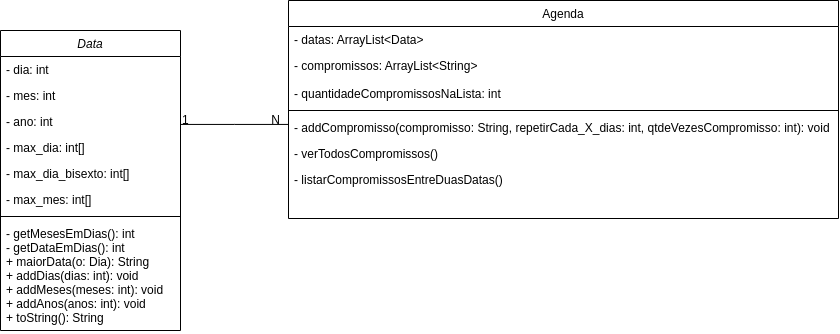 Data
- dia: int
- mes: int
- ano: int
- max_dia: int[]
- max_dia_bisexto: int[]
- max_mes: int[]
- getMesesEmDias(): int
- getDataEmDias(): int
+ maiorData(o: Dia): String
+ addDias(dias: int): void
+ addMeses(meses: int): void
+ addAnos(anos: int): void
+ toString(): String
1
N
Agenda
- datas: ArrayList<Data>
- compromissos: ArrayList<String>
- quantidadeCompromissosNaLista: int
- addCompromisso(compromisso: String, repetirCada_X_dias: int, qtdeVezesCompromisso: int): void
- verTodosCompromissos()
- listarCompromissosEntreDuasDatas()